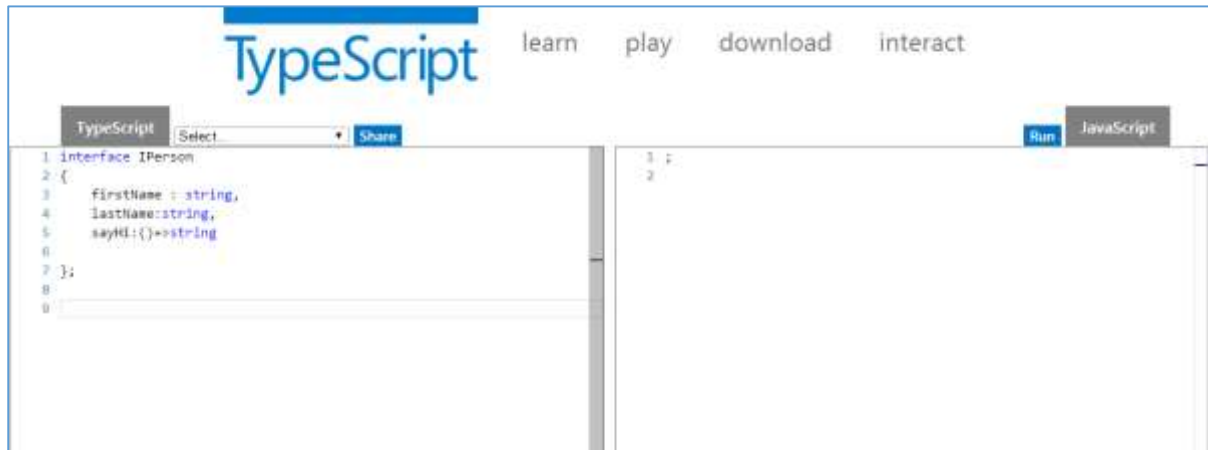 TypeScript learn play download interact
TypeScript Select... Share Run JavaScript
1 interface IPerson
2 {
3 firstName : string,
4 lastName:string,
5 sayHi:()=>string
6
7 };
8
9
1 ;
2